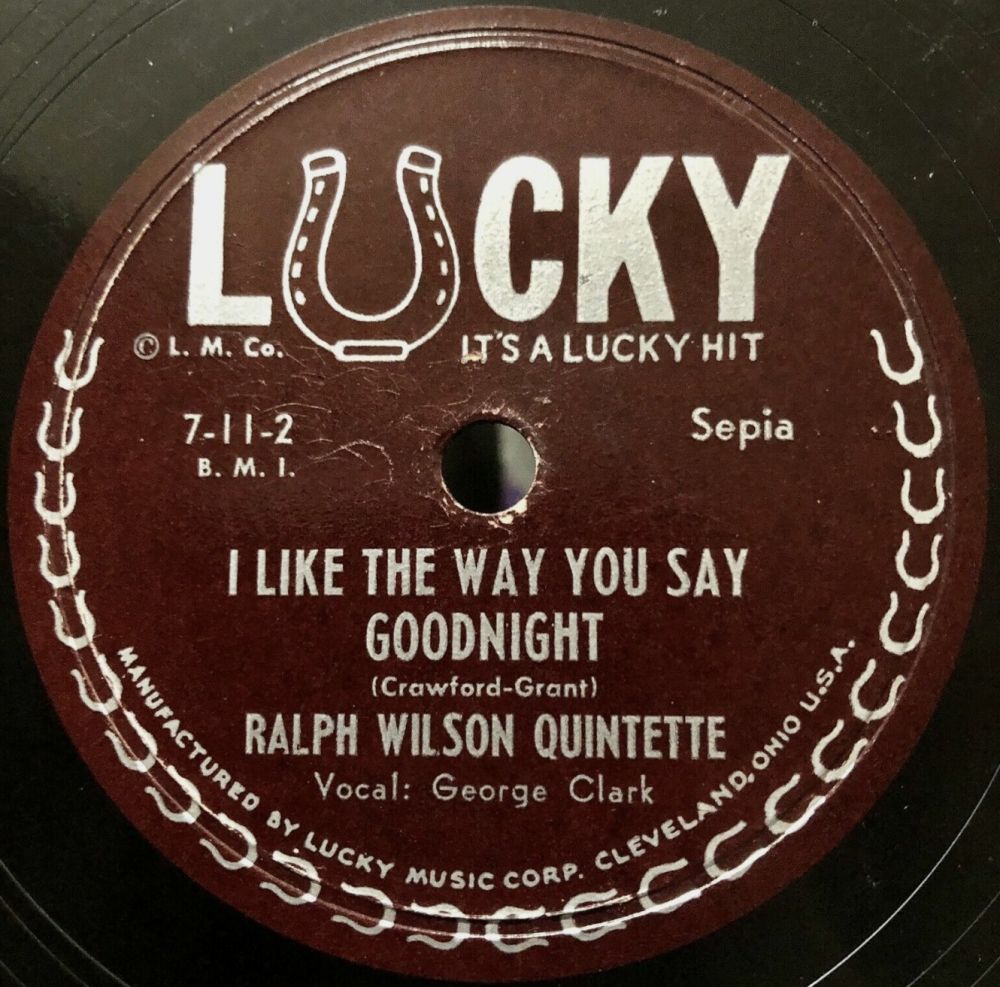 LUCKY
© L. M. Co.
IT'S A LUCKY HIT
7-11-2
Sepia
B. M. I.
I LIKE THE WAY YOU SAY
GOODNIGHT
(Crawford-Grant)
RALPH WILSON QUINTETTE
Vocal: George Clark
MANUFACTURED BY LUCKY MUSIC CORP. CLEVELAND, OHIO U.S.A.